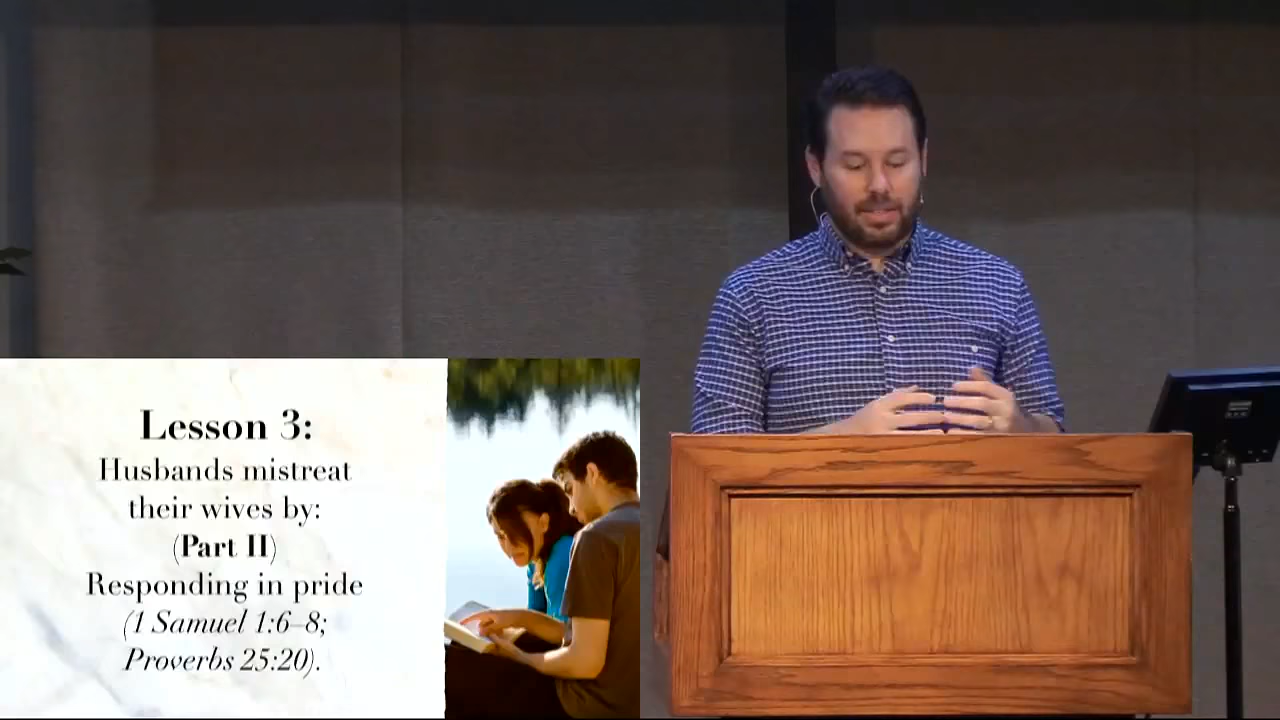 Lesson 3:
Husbands mistreat
their wives by:
(Part II)
Responding in pride
(1 Samuel 1:6–8;
Proverbs 25:20).